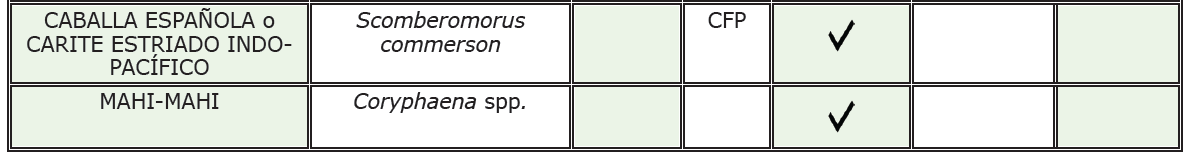 CABALLA ESPAÑOLA o
CARITE ESTRIADO INDO-
PACÍFICO
Scomberomorus
commerson
CFP
✓
MAHI-MAHI
Coryphaena spp.
✓